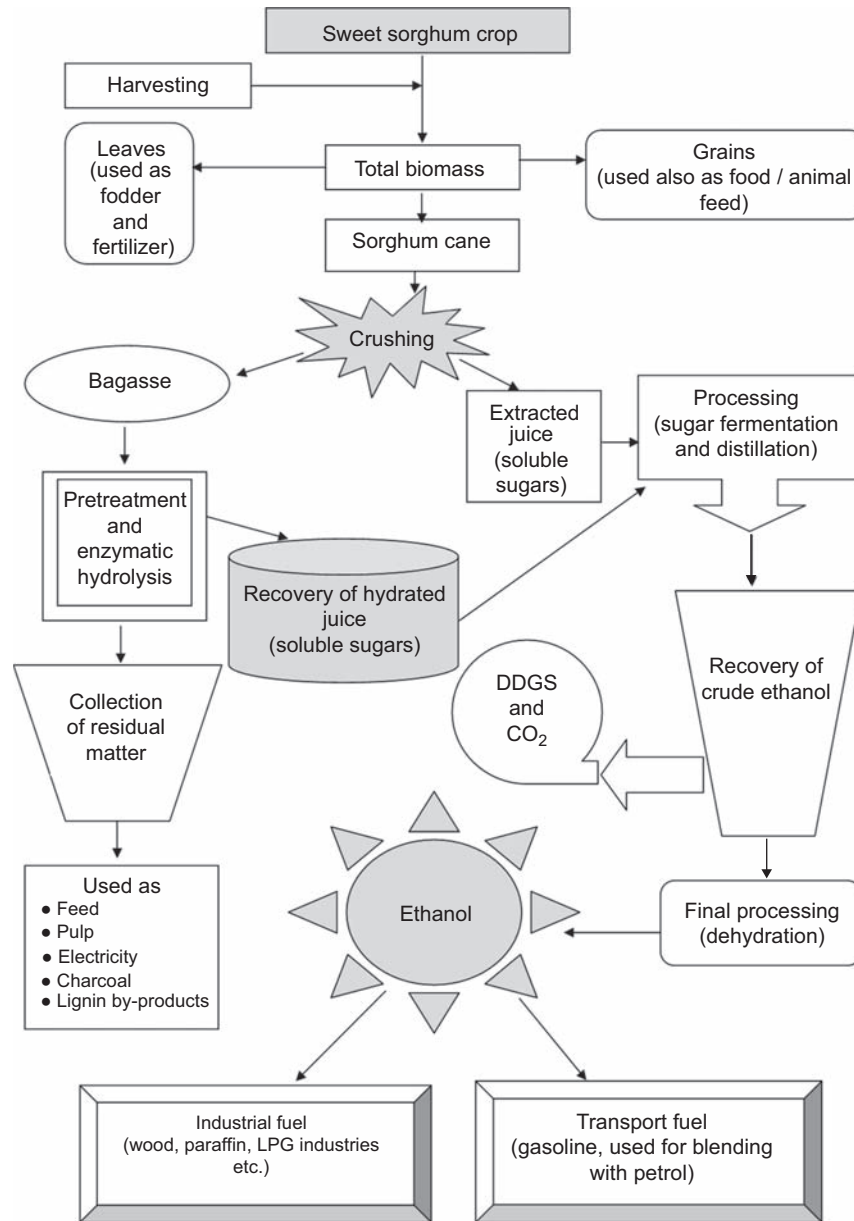 Sweet sorghum crop
Harvesting
Leaves
(used as
fodder
and
fertilizer)
Total biomass
Grains
(used also as food / animal
feed)
Sorghum cane
Crushing
Bagasse
Extracted
juice
(soluble
sugars)
Processing
(sugar fermentation
and distillation)
Pretreatment
and
enzymatic
hydrolysis
Recovery of hydrated
juice
(soluble sugars)
Recovery of
crude ethanol
DDGS
and
CO₂
Collection
of residual
matter
Used as
● Feed
● Pulp
● Electricity
● Charcoal
● Lignin by-products
Ethanol
Final processing
(dehydration)
Industrial fuel
(wood, paraffin, LPG industries
etc.)
Transport fuel
(gasoline, used for blending
with petrol)